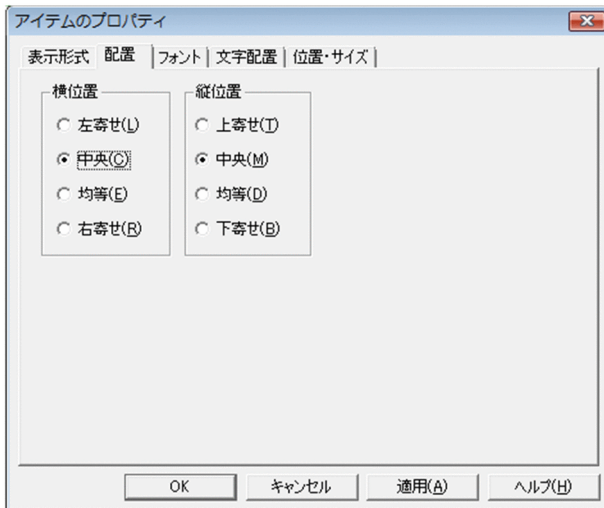 アイテムのプロパティ
表示形式 配置 フォント 文字配置 位置・サイズ
横位置
左寄せ(L)
中央(C)
均等(E)
右寄せ(R)
縦位置
上寄せ(T)
中央(M)
均等(D)
下寄せ(B)
OK キャンセル 適用(A) ヘルプ(H)